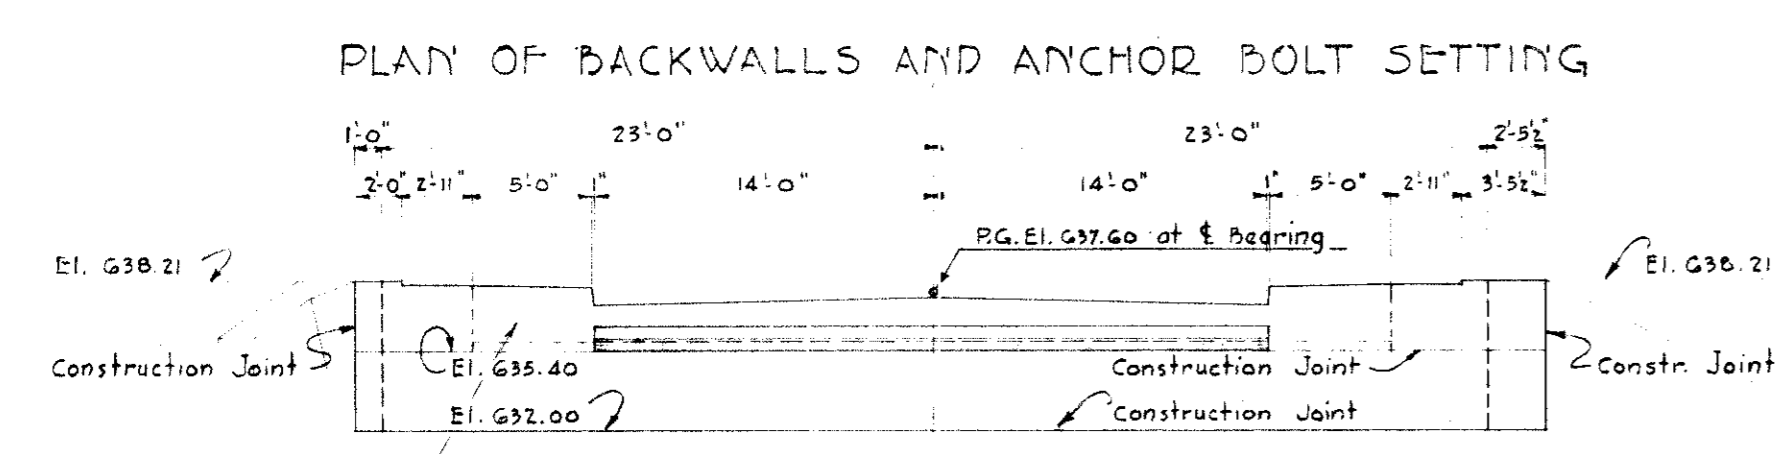 PLAN OF BACKWALLS AND ANCHOR BOLT SETTING
1'-0" 23'-0" 23'-0" 2'-5½"
2'-0" 2'-11" 5'-0" 1" 14'-0" 14'-0" 1" 5'-0" 2'-11" 3'-5½"
P.G. El. 637.60 at ℄ Bearing
El. 638.21 El. 638.21
Construction Joint El. 635.40 Construction Joint Constr. Joint
El. 632.00 Construction Joint